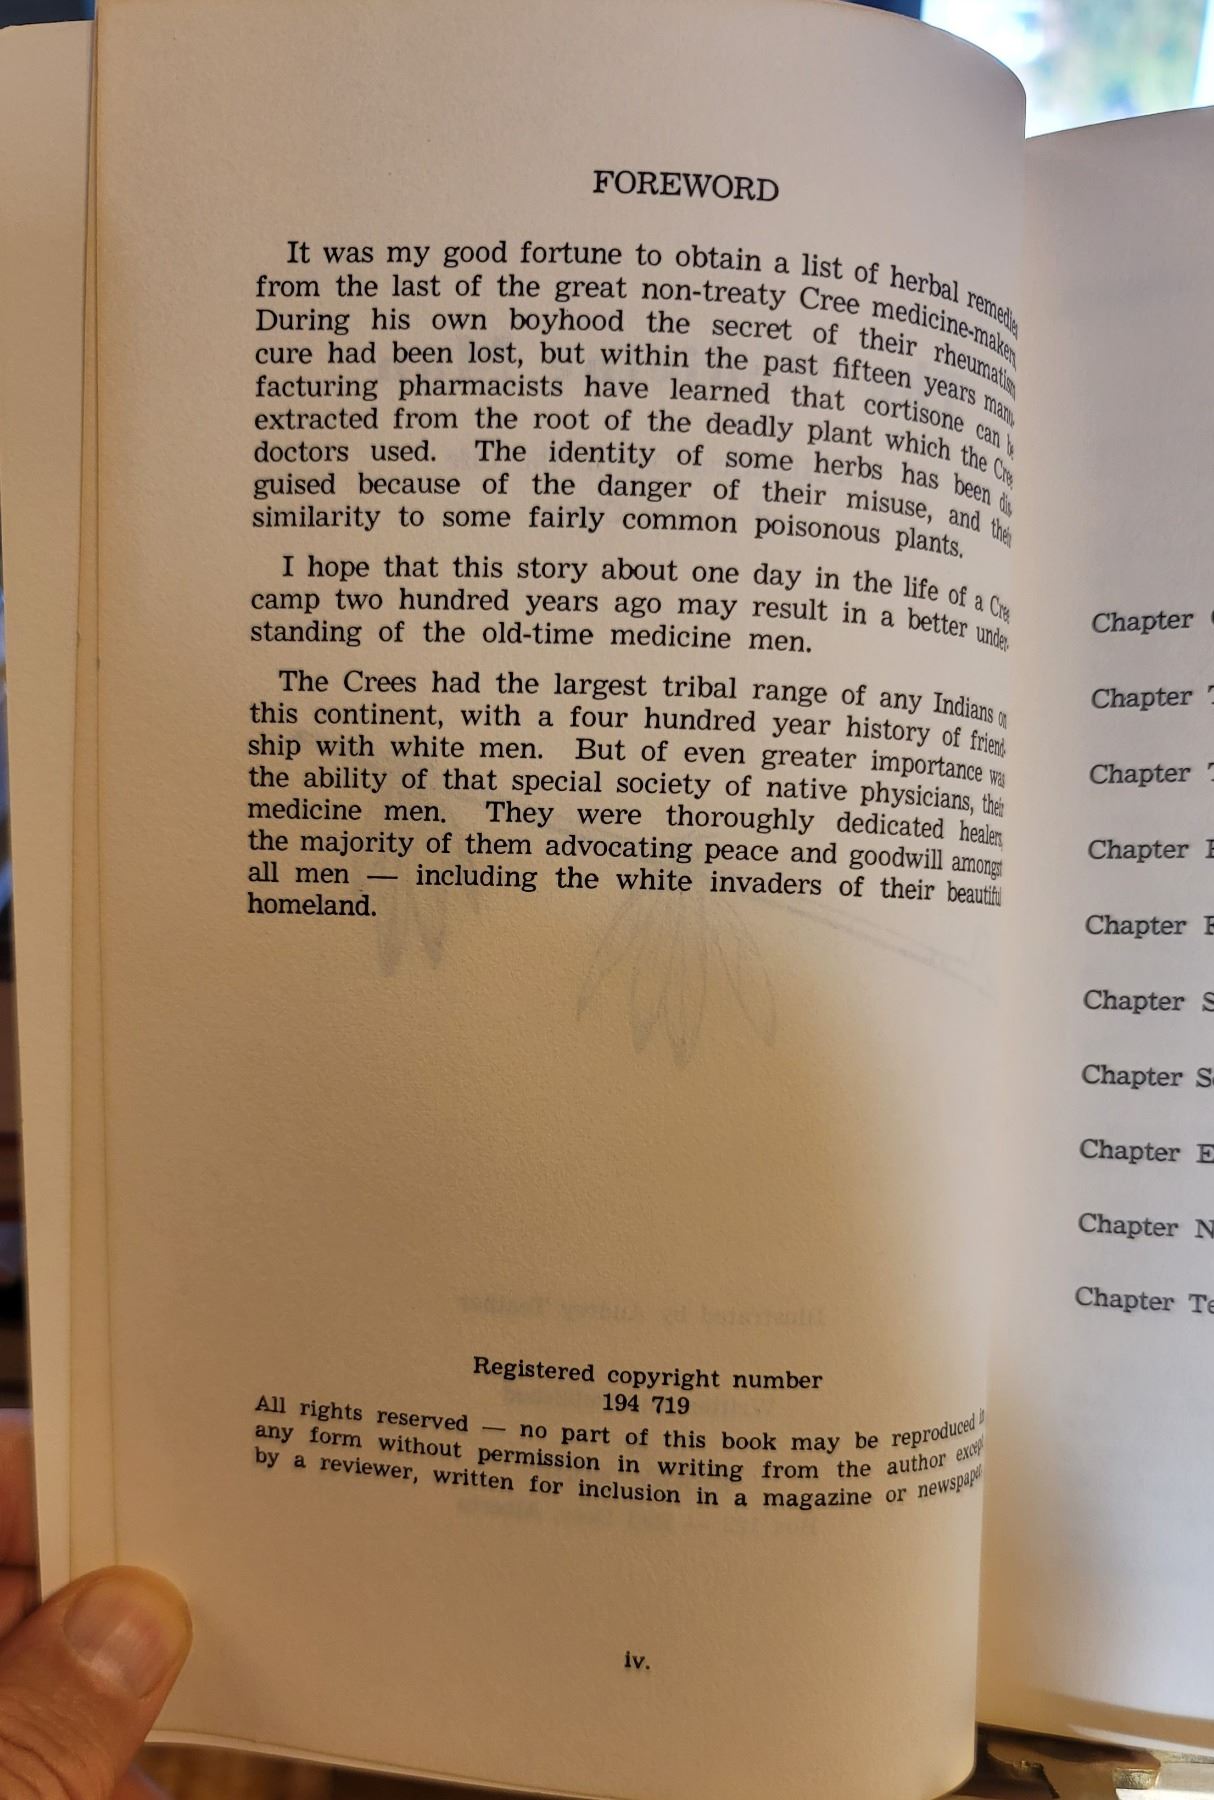 FOREWORD
It was my good fortune to obtain a list of herbal remedies
from the last of the great non-treaty Cree medicine-makers.
During his own boyhood the secret of their rheumatism
cure had been lost, but within the past fifteen years manu-
facturing pharmacists have learned that cortisone can be
extracted from the root of the deadly plant which the Cree
doctors used. The identity of some herbs has been dis-
guised because of the danger of their misuse, and their
similarity to some fairly common poisonous plants.
I hope that this story about one day in the life of a Cree
camp two hundred years ago may result in a better under-
standing of the old-time medicine men.
The Crees had the largest tribal range of any Indians on
this continent, with a four hundred year history of friend-
ship with white men. But of even greater importance was
the ability of that special society of native physicians, their
medicine men. They were thoroughly dedicated healers,
the majority of them advocating peace and goodwill amongst
all men — including the white invaders of their beautiful
homeland.
Registered copyright number
194 719
All rights reserved — no part of this book may be reproduced in
any form without permission in writing from the author except
by a reviewer, written for inclusion in a magazine or newspaper.
iv.
Chapter
Chapter
Chapter
Chapter
Chapter
Chapter
Chapter
Chapter
Chapter
Chapter